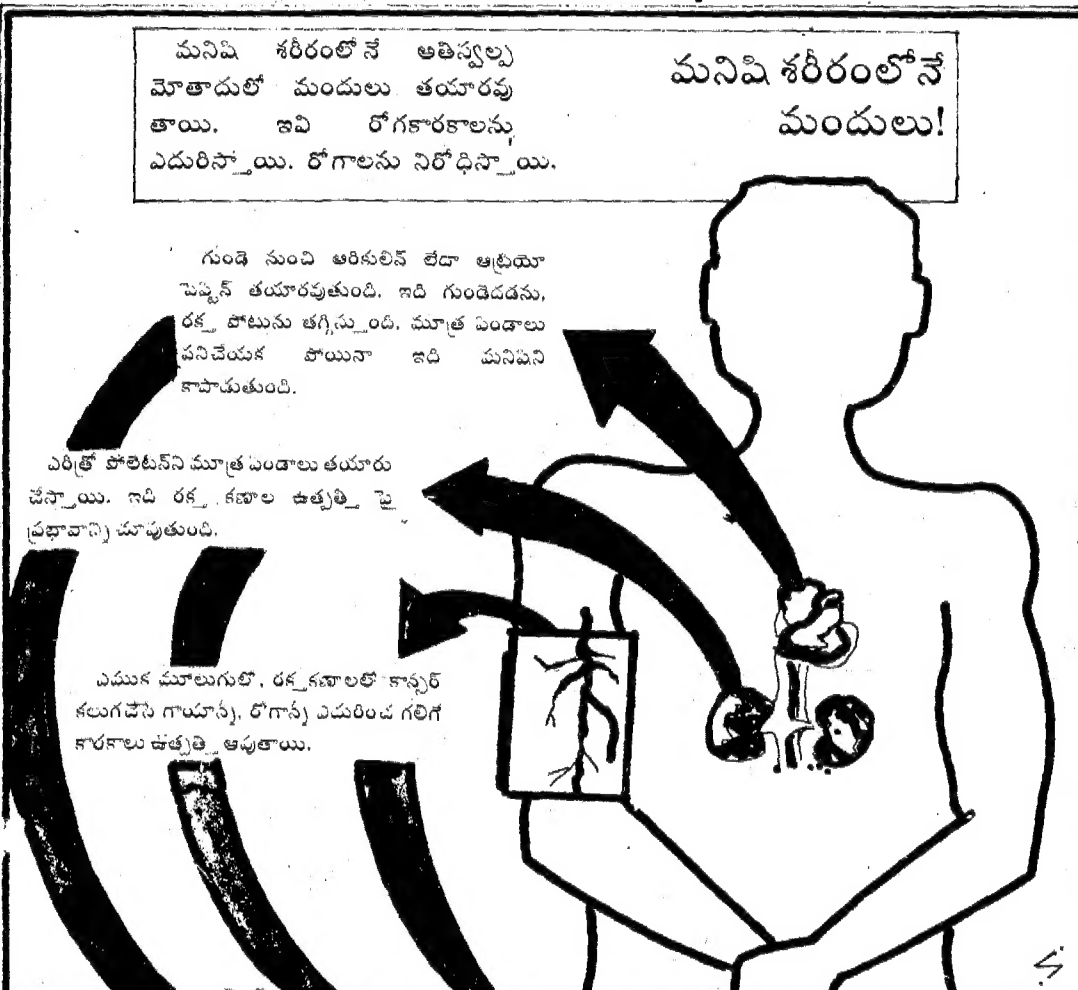 మనిషి శరీరంలోనే
మందులు!
మనిషి శరీరంలోనే అతిస్వల్ప
మోతాదులో మందులు తయారవు
తాయి. ఇవి రోగకారకాలను
ఎదురిస్తాయి. రోగాలను నిరోధిస్తాయి.
గుండె నుంచి ఆరికులిన్ లేదా ఆట్రియో
పెప్టిన్ తయారవుతుంది. ఇది గుండెదడను,
రక్త పోటును తగ్గిస్తుంది. మూత్ర పిండాలు
పనిచేయక పోయినా ఇది మనిషిని
కాపాడుతుంది.
ఎరిత్రో పోలెటన్‌ని మూత్ర పిండాలు తయారు
చేస్తాయి. ఇది రక్త కణాల ఉత్పత్తి పై
ప్రభావాన్ని చూపుతుంది.
ఎముక మూలుగులో, రక్తకణాలలో కాన్సర్
కలుగచేసే గాయాన్ని, రోగాన్ని ఎదురించ గలిగే
కారకాలు ఉత్పత్తి అవుతాయి.